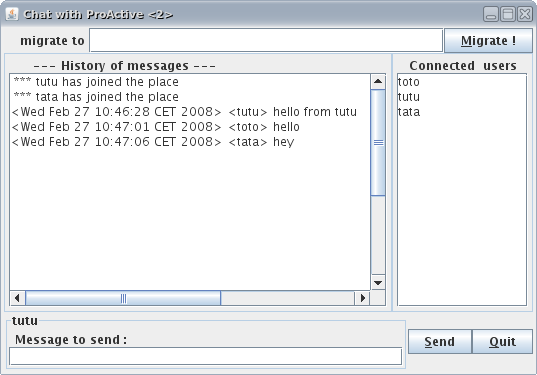 Chat with ProActive <2>
migrate to
Migrate !
--- History of messages ---
Connected users
*** tutu has joined the place
*** tata has joined the place
<Wed Feb 27 10:46:28 CET 2008> <tutu> hello from tutu
<Wed Feb 27 10:47:01 CET 2008> <toto> hello
<Wed Feb 27 10:47:06 CET 2008> <tata> hey
toto
tutu
tata
tutu
Message to send :
Send
Quit